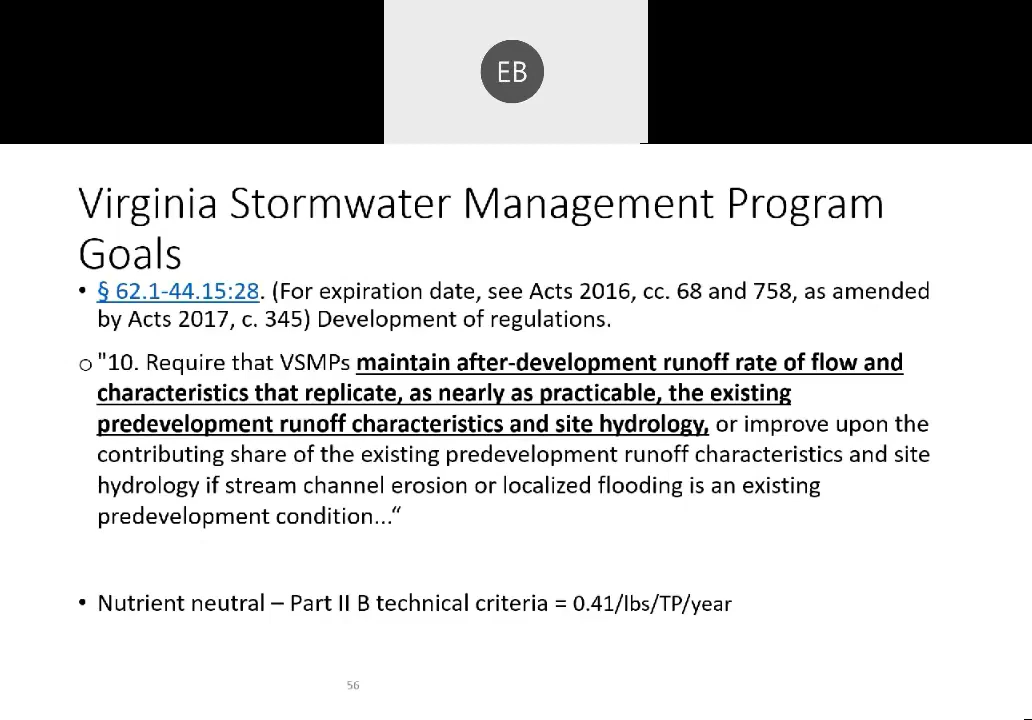 EB
Virginia Stormwater Management Program
Goals
• § 62.1-44.15:28. (For expiration date, see Acts 2016, cc. 68 and 758, as amended
by Acts 2017, c. 345) Development of regulations.
o "10. Require that VSMPs maintain after-development runoff rate of flow and
characteristics that replicate, as nearly as practicable, the existing
predevelopment runoff characteristics and site hydrology, or improve upon the
contributing share of the existing predevelopment runoff characteristics and site
hydrology if stream channel erosion or localized flooding is an existing
predevelopment condition...“
• Nutrient neutral – Part II B technical criteria = 0.41/lbs/TP/year
56